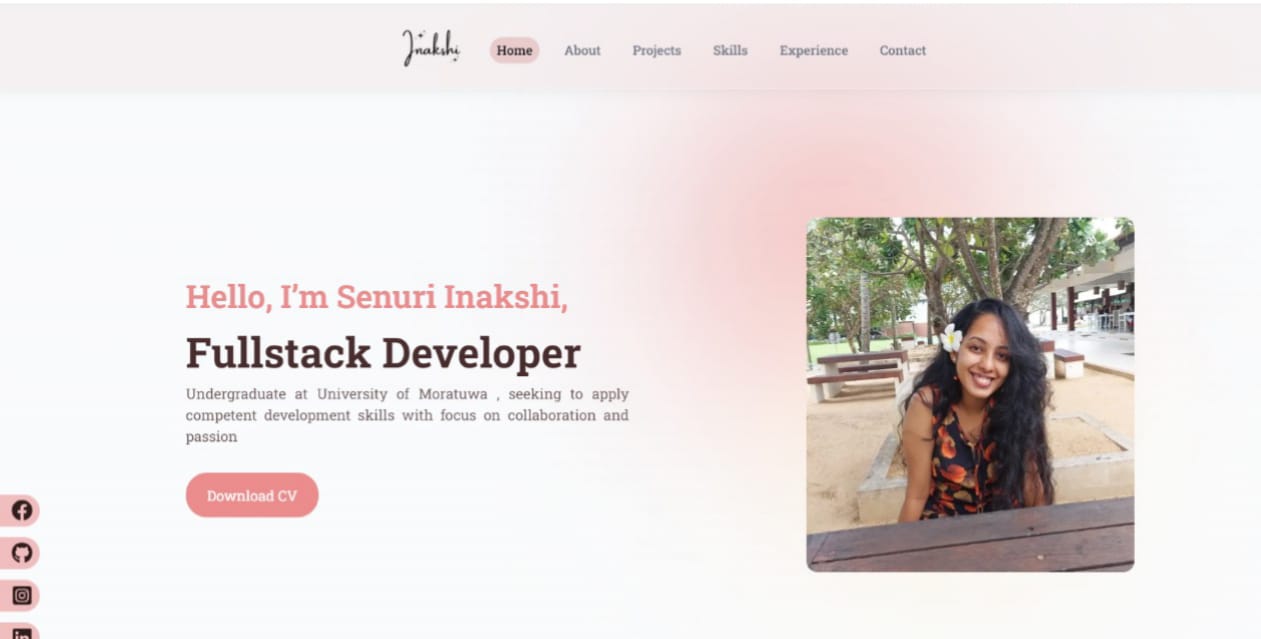 Inakshi
Home
About
Projects
Skills
Experience
Contact
Hello, I’m Senuri Inakshi,
Fullstack Developer
Undergraduate at University of Moratuwa , seeking to apply
competent development skills with focus on collaboration and
passion
Download CV
in